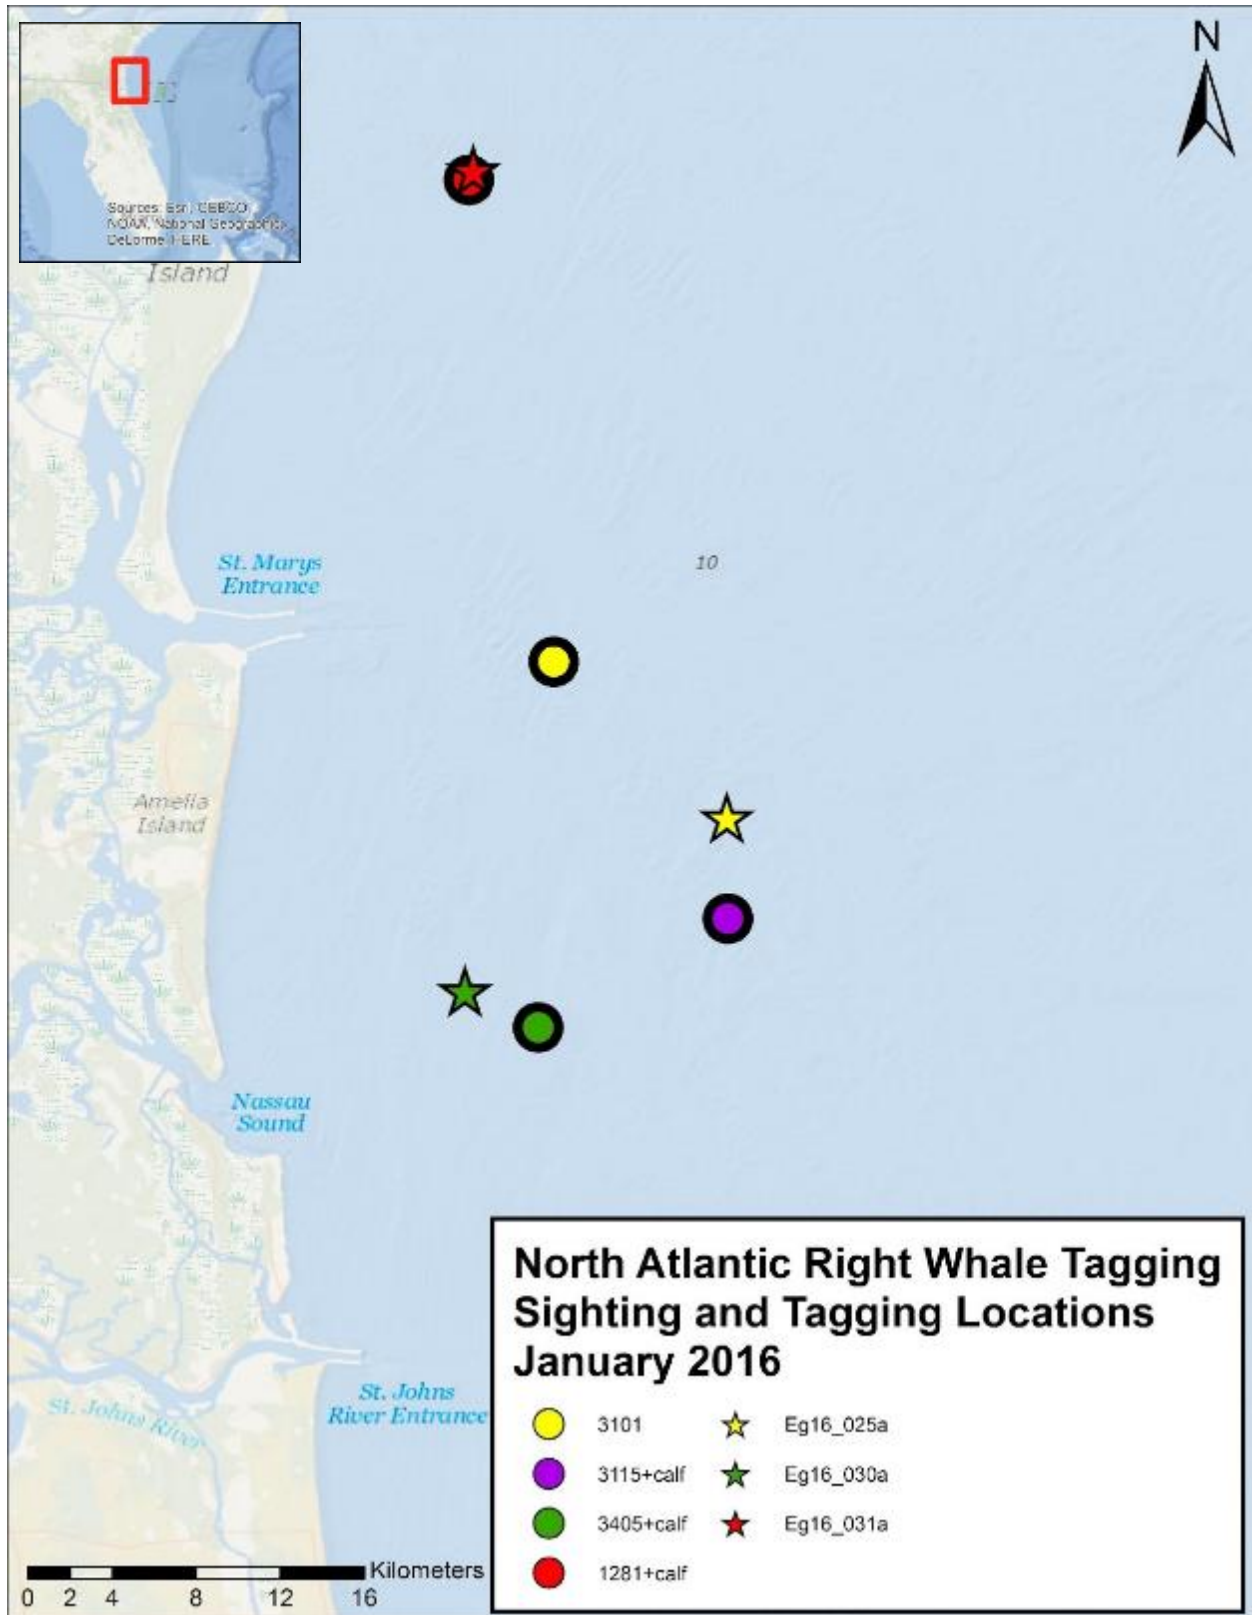 N
Sources: Esri, GEBCO,
NOAA, National Geographic,
DeLorme, HERE
Island
St. Marys
Entrance
10
Amelia
Island
Nassau
Sound
St. Johns
River Entrance
St. Johns River
North Atlantic Right Whale Tagging
Sighting and Tagging Locations
January 2016
3101 Eg16_025a
3115+calf Eg16_030a
3405+calf Eg16_031a
1281+calf
Kilometers
0 2 4 8 12 16